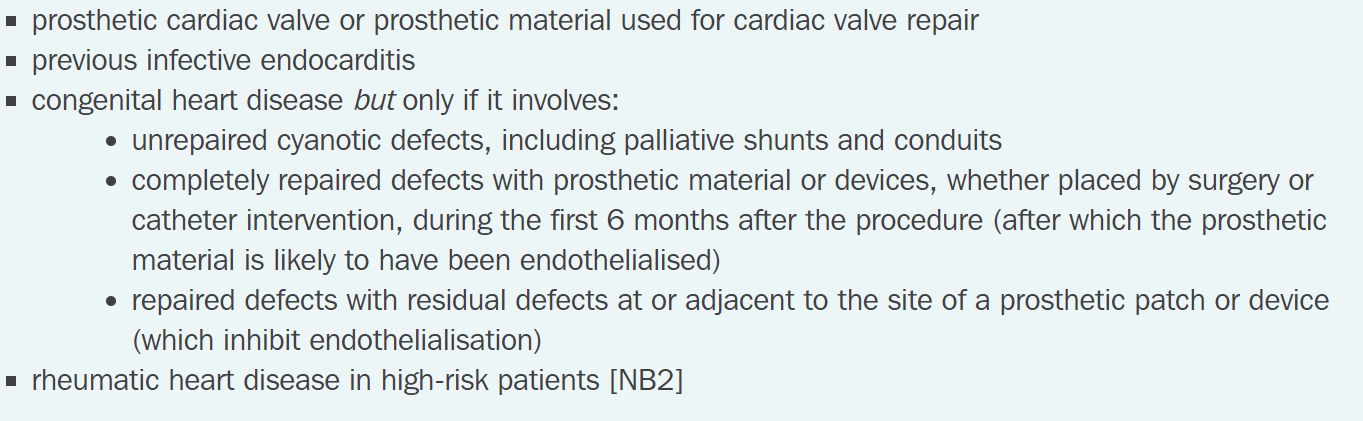 ▪ prosthetic cardiac valve or prosthetic material used for cardiac valve repair
▪ previous infective endocarditis
▪ congenital heart disease but only if it involves:
• unrepaired cyanotic defects, including palliative shunts and conduits
• completely repaired defects with prosthetic material or devices, whether placed by surgery or
catheter intervention, during the first 6 months after the procedure (after which the prosthetic
material is likely to have been endothelialised)
• repaired defects with residual defects at or adjacent to the site of a prosthetic patch or device
(which inhibit endothelialisation)
▪ rheumatic heart disease in high-risk patients [NB2]